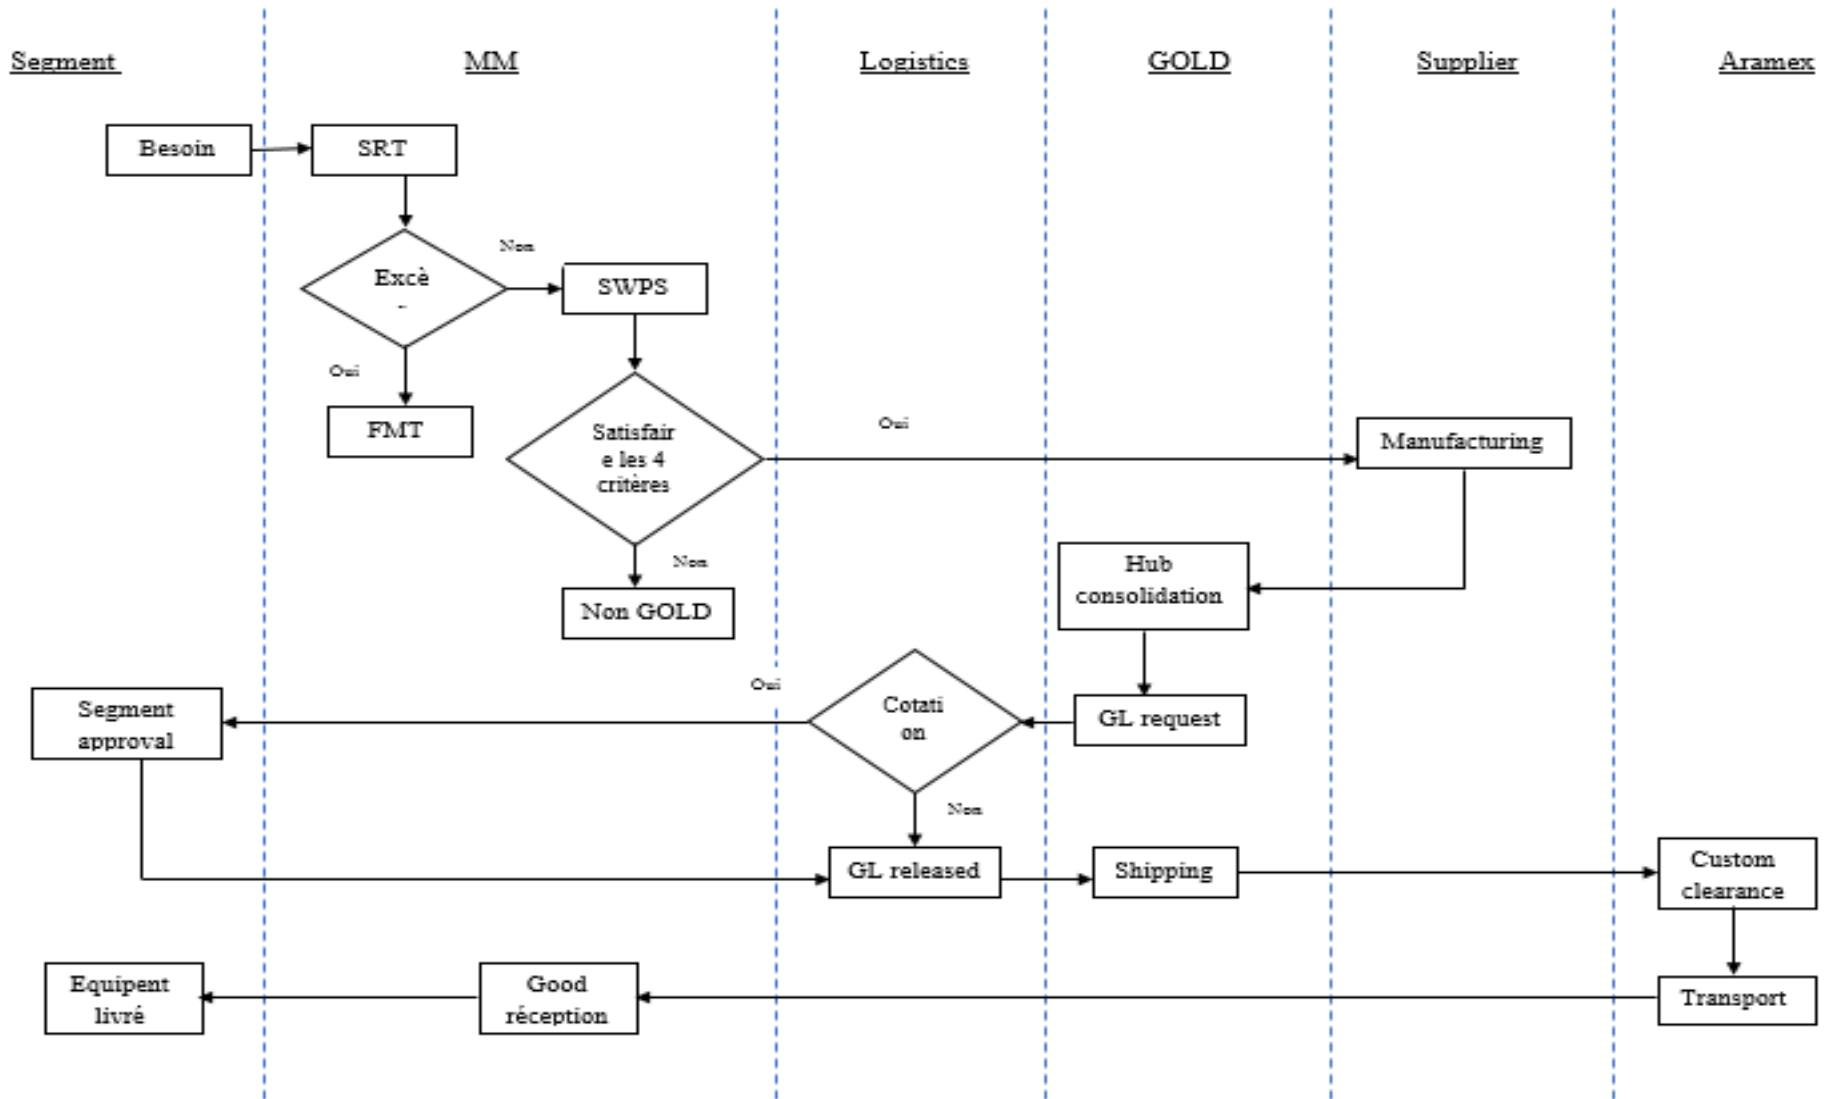 Segment
MM
Logistics
GOLD
Supplier
Aramex
Besoin
SRT
Non
Excè
SWPS
Oui
FMT
Satisfair
e les 4
critères
Oui
Manufacturing
Non
Non GOLD
Hub
consolidation
Oui
Segment
approval
Cotati
on
GL request
Non
GL released
Shipping
Custom
clearance
Equipent
livré
Good
réception
Transport